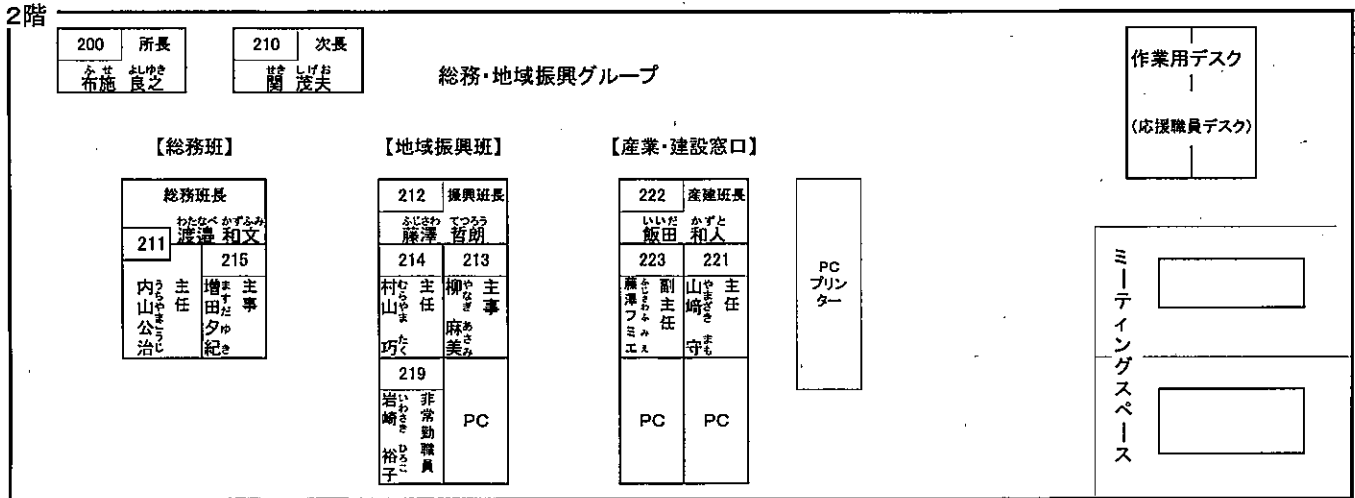 2階
200 所長
ふせ よしゆき
布施 良之
210 次長
せき しげお
関 茂夫
総務・地域振興グループ
作業用デスク
(応援職員デスク)
【総務班】
【地域振興班】
【産業・建設窓口】
総務班長
わたなべ かずふみ
渡邉 和文
211
215
主任
内山公治
うちやまこうじ
主事
増田夕紀
ますだ ゆき
212 振興班長
ふじさわ てつろう
藤澤 哲朗
214
213
主任
村山 巧
むらやま たく
主事
柳 麻美
やなぎ あさみ
219
非常勤職員
岩崎 裕子
いわさき ひろこ
PC
222 産建班長
いいだ かずと
飯田 和人
223
221
副主任
藤澤フミエ
ふじさわふみえ
主任
山﨑 守
やまざき まも
PC
PC
PC
プリン
ター
ミーティングスペース